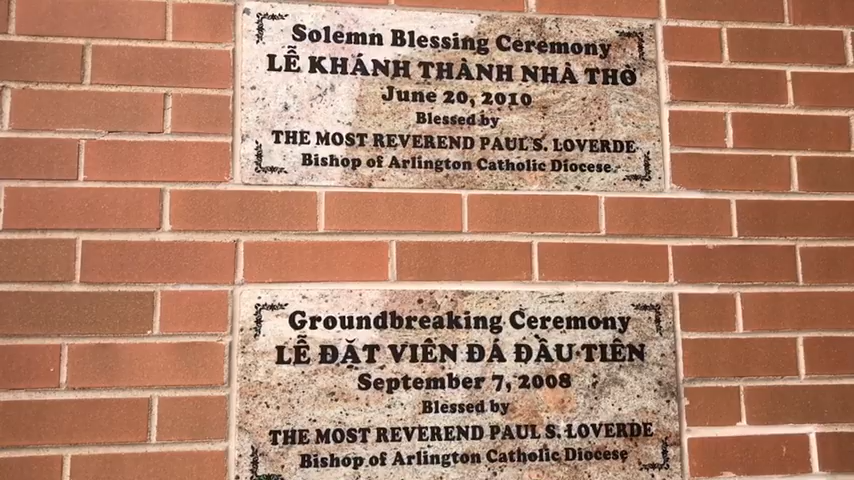 Solemn Blessing Ceremony
LỄ KHÁNH THÀNH NHÀ THỜ
June 20, 2010
Blessed by
THE MOST REVEREND PAUL S. LOVERDE
Bishop of Arlington Catholic Diocese
Groundbreaking Ceremony
LỄ ĐẶT VIÊN ĐÁ ĐẦU TIÊN
September 7, 2008
Blessed by
THE MOST REVEREND PAUL S. LOVERDE
Bishop of Arlington Catholic Diocese